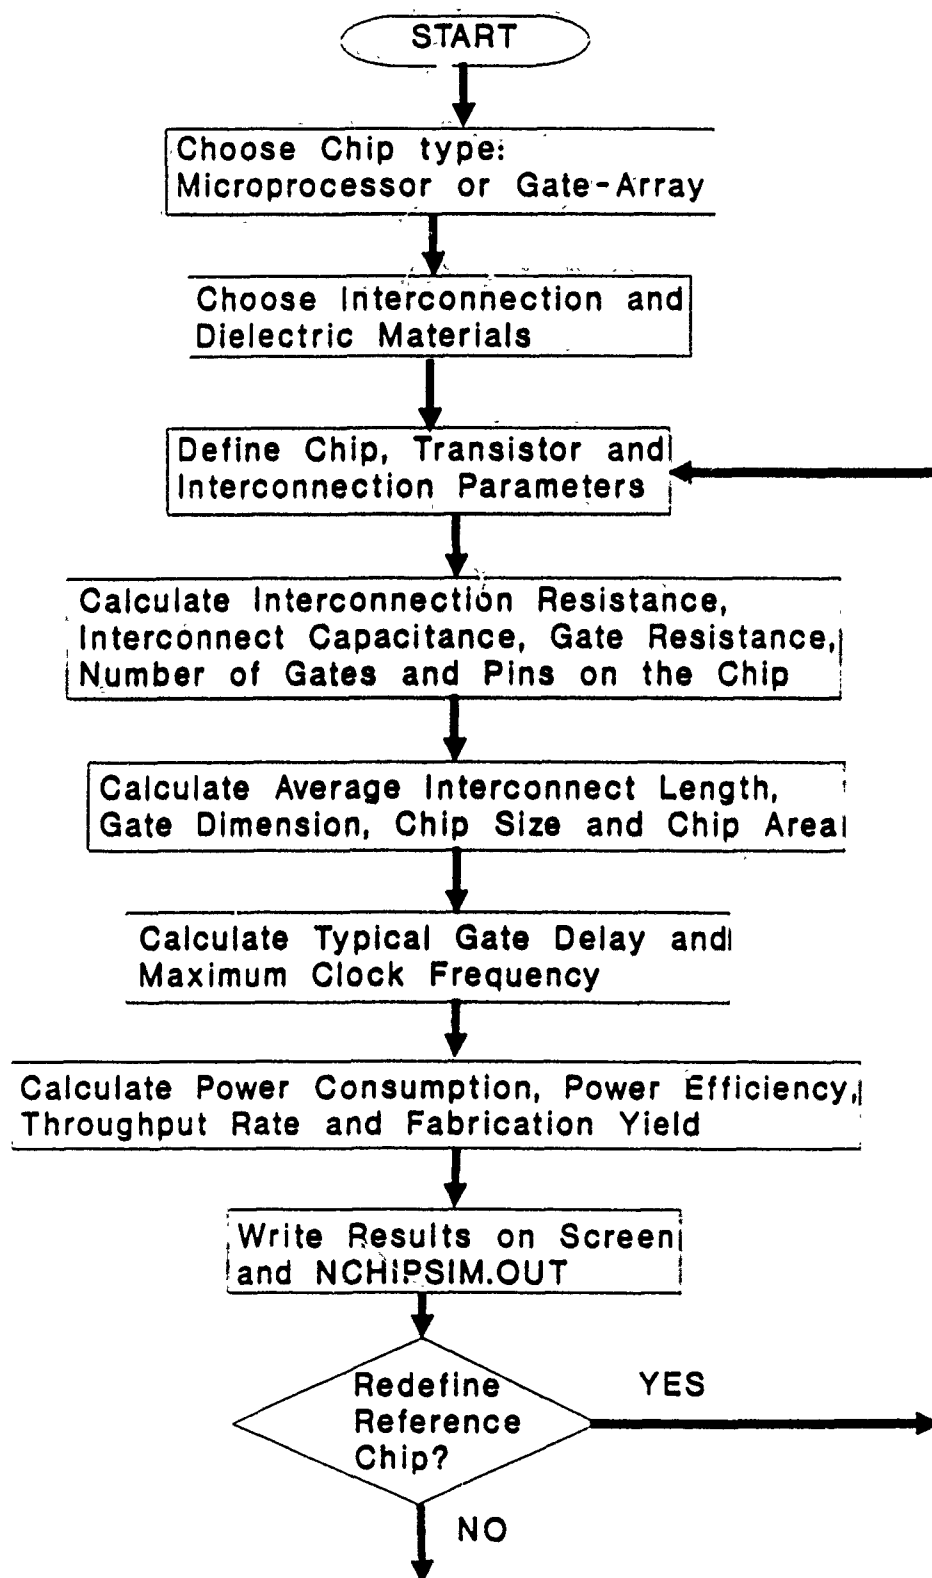 START
Choose Chip type:
Microprocessor or Gate-Array
Choose Interconnection and
Dielectric Materials
Define Chip, Transistor and
Interconnection Parameters
Calculate Interconnection Resistance,
Interconnect Capacitance, Gate Resistance,
Number of Gates and Pins on the Chip
Calculate Average Interconnect Length,
Gate Dimension, Chip Size and Chip Area
Calculate Typical Gate Delay and
Maximum Clock Frequency
Calculate Power Consumption, Power Efficiency,
Throughput Rate and Fabrication Yield
Write Results on Screen
and NCHIPSIM.OUT
Redefine
Reference
Chip?
YES
NO